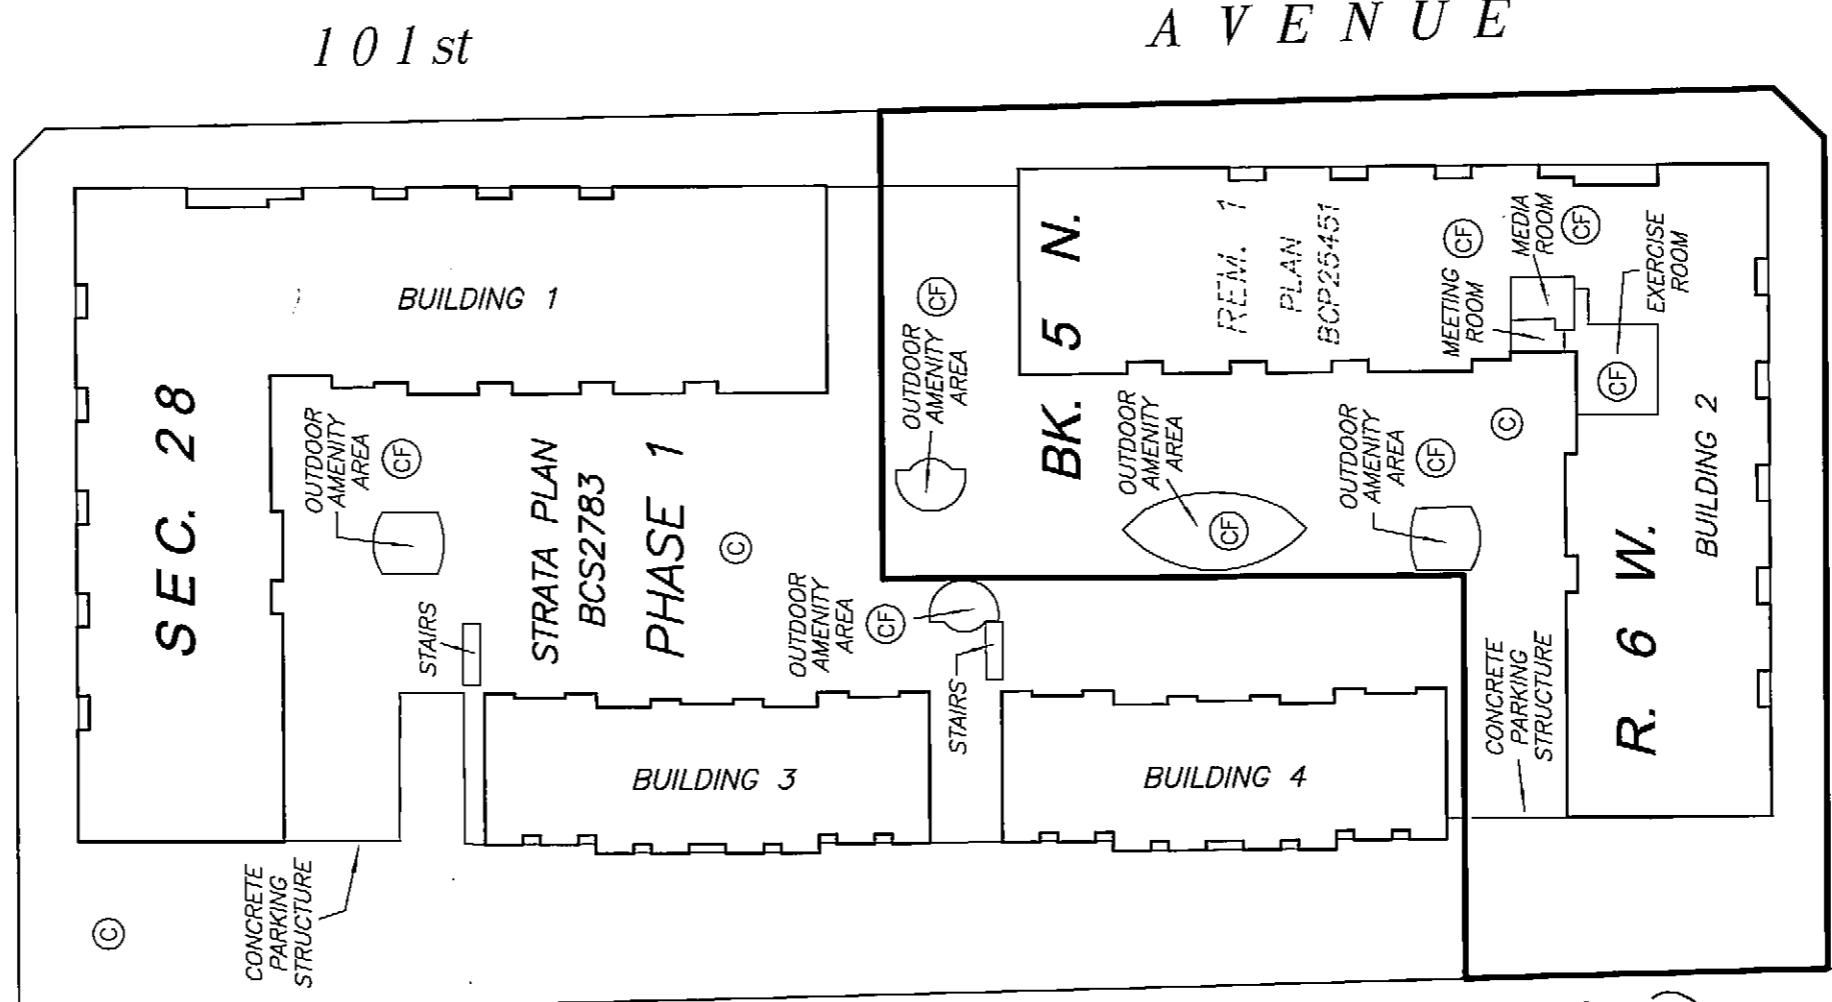 101st AVENUE
BUILDING 1
SEC. 28
OUTDOOR
AMENITY
AREA
CF
STRATA PLAN
BCS2783
PHASE 1
C
STAIRS
OUTDOOR
AMENITY
AREA
CF
STAIRS
BUILDING 3
BUILDING 4
CONCRETE
PARKING
STRUCTURE
C
OUTDOOR
AMENITY
AREA
CF
BK. 5 N.
REM. 1
PLAN
BCP25451
OUTDOOR
AMENITY
AREA
CF
OUTDOOR
AMENITY
AREA
CF
MEETING
ROOM
CF
MEDIA
ROOM
CF
EXERCISE
ROOM
CF
C
BUILDING 2
R. 6 W.
CONCRETE
PARKING
STRUCTURE